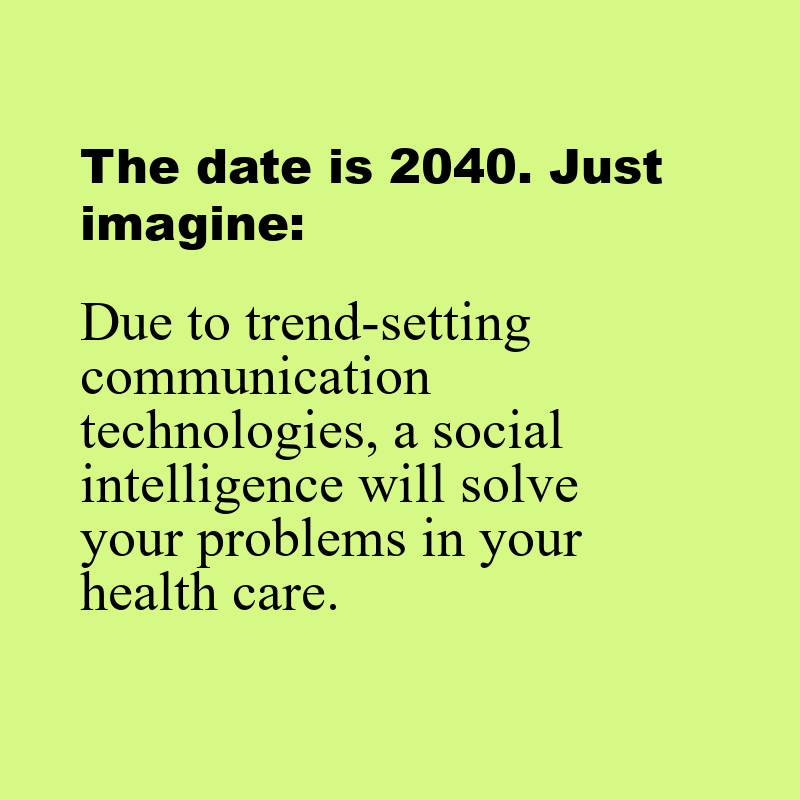 The date is 2040. Just
imagine:
Due to trend-setting
communication
technologies, a social
intelligence will solve
your problems in your
health care.